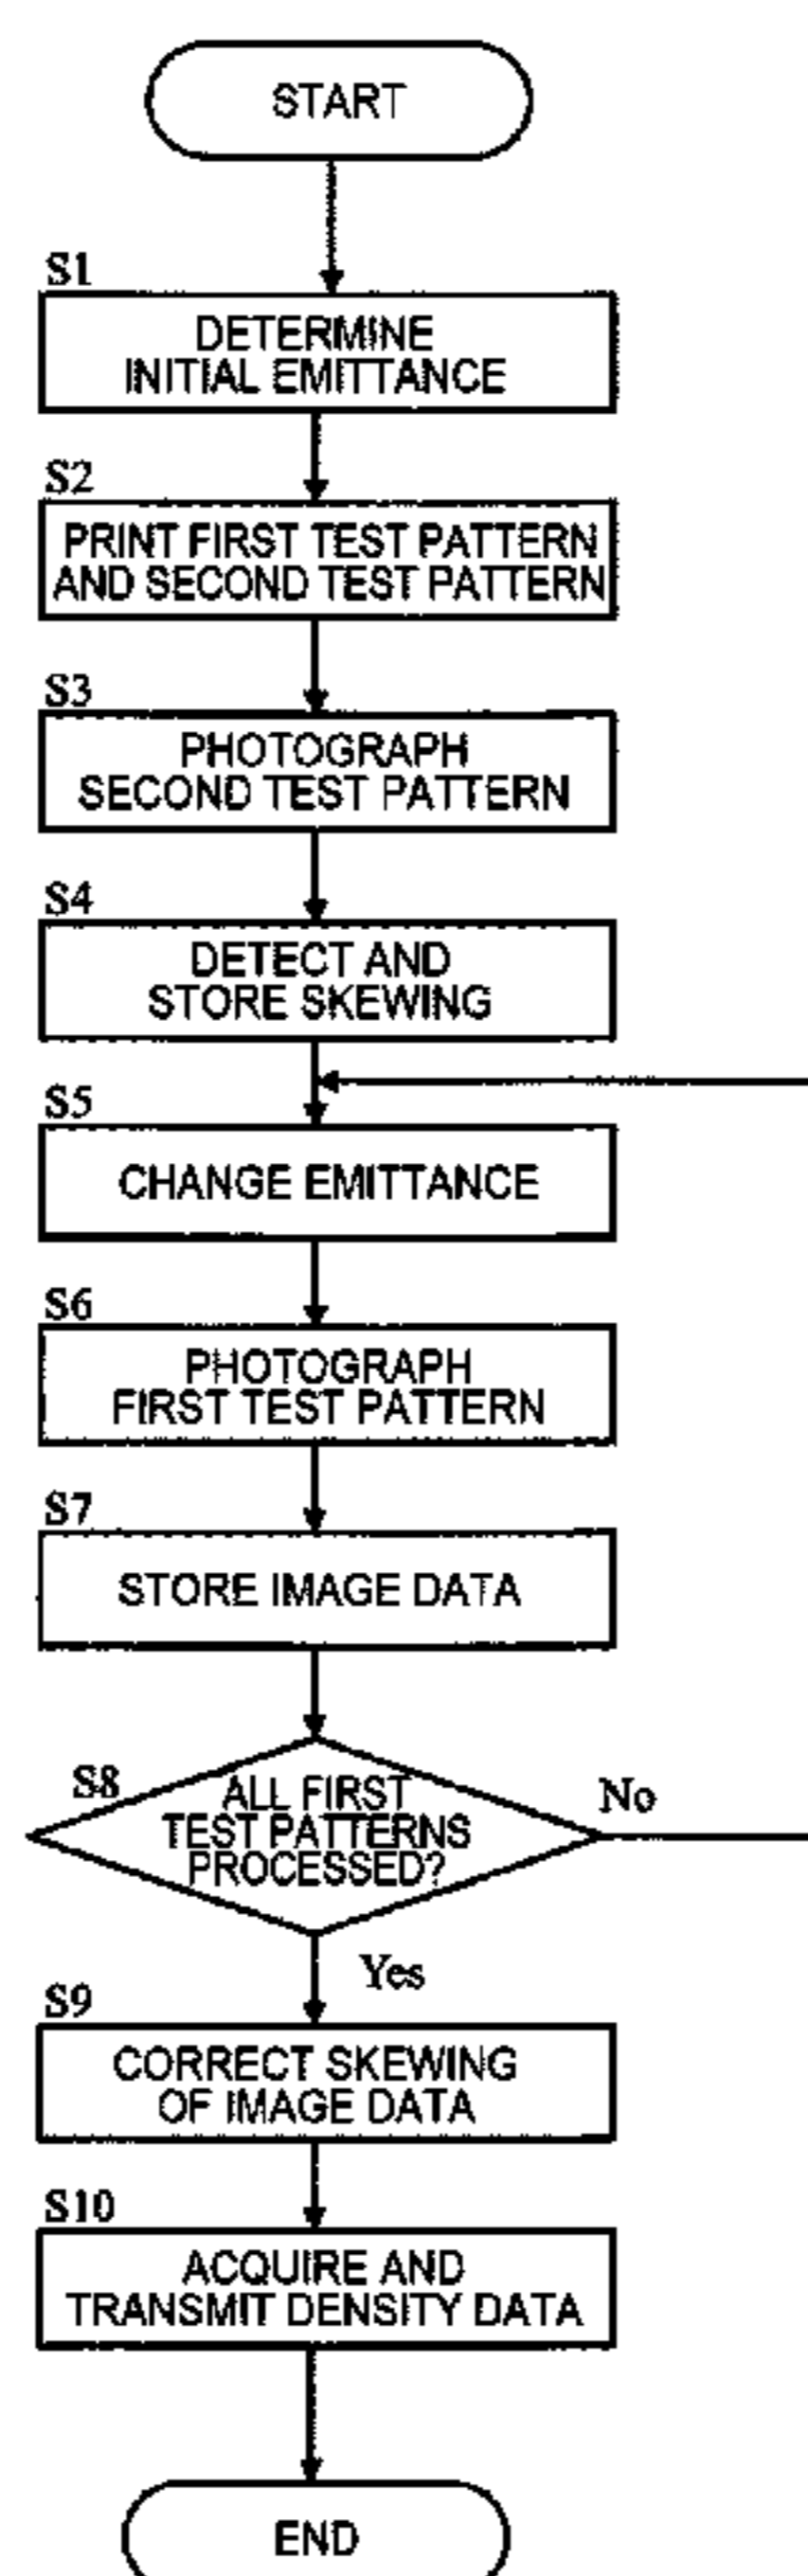 START
S1
DETERMINE
INITIAL EMITTANCE
S2
PRINT FIRST TEST PATTERN
AND SECOND TEST PATTERN
S3
PHOTOGRAPH
SECOND TEST PATTERN
S4
DETECT AND
STORE SKEWING
S5
CHANGE EMITTANCE
S6
PHOTOGRAPH
FIRST TEST PATTERN
S7
STORE IMAGE DATA
S8
ALL FIRST
TEST PATTERNS
PROCESSED?
No
Yes
S9
CORRECT SKEWING
OF IMAGE DATA
S10
ACQUIRE AND
TRANSMIT DENSITY DATA
END